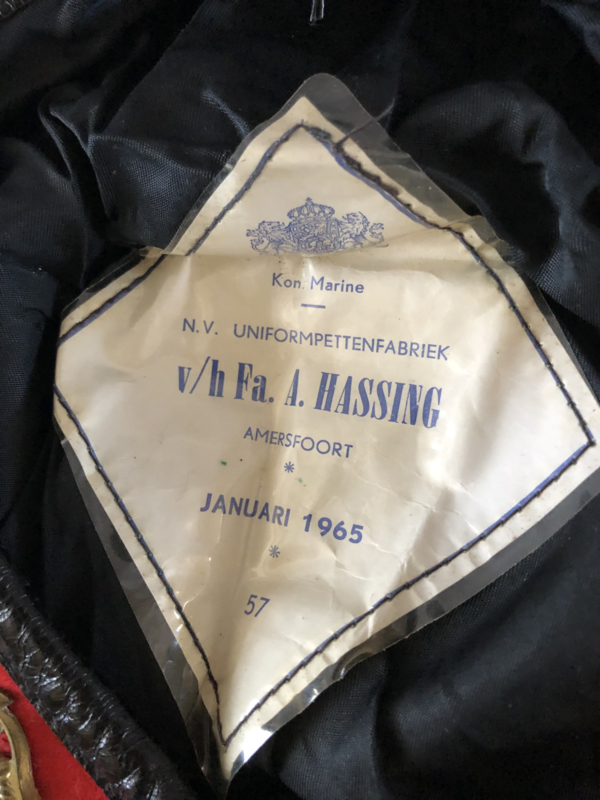 Kon. Marine
N.V. UNIFORMPETTENFABRIEK
v/h Fa. A. HASSING
AMERSFOORT
*
JANUARI 1965
*
57